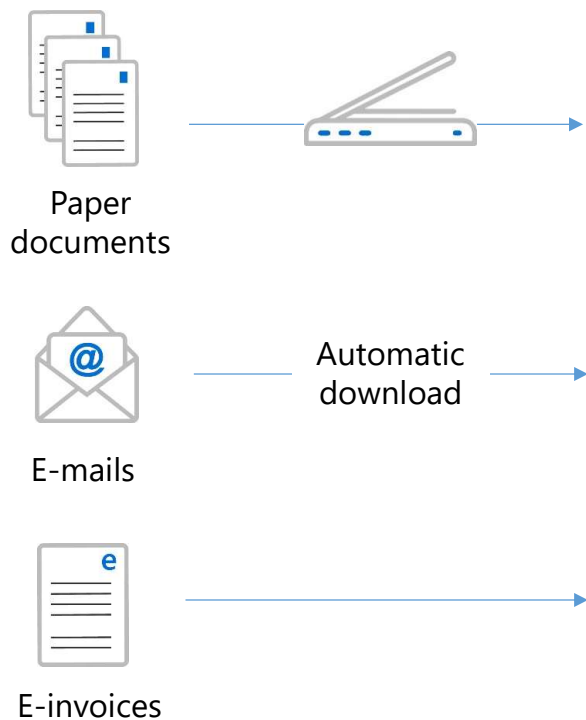 Paper
documents
@
Automatic
download
E-mails
e
E-invoices